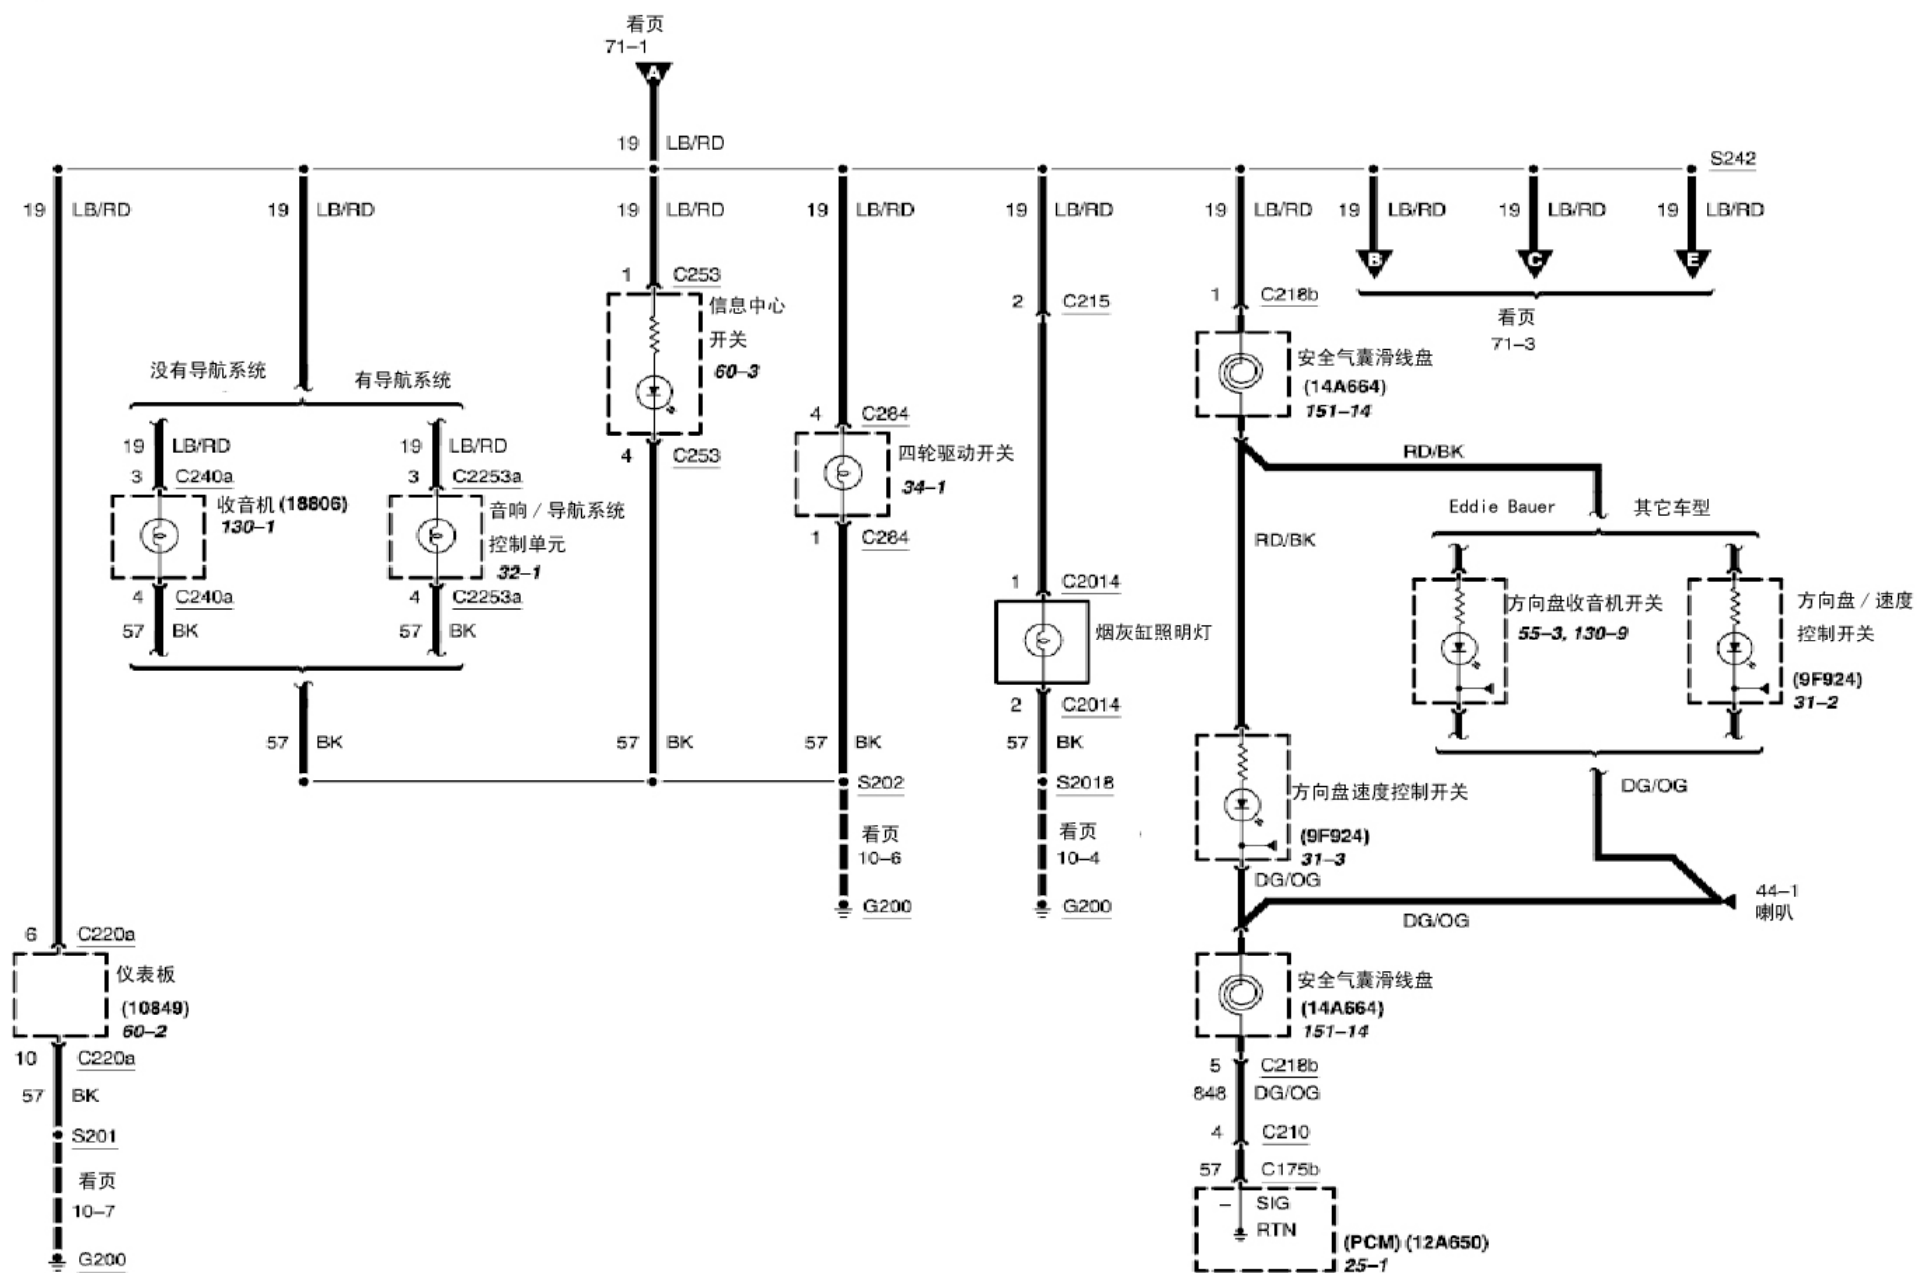 看页
71-1
A
19 LB/RD
S242
19 LB/RD
19 LB/RD
19 LB/RD
19 LB/RD
19 LB/RD
19 LB/RD
19 LB/RD
19 LB/RD
19 LB/RD
B
C
E
看页
71-3
没有导航系统
有导航系统
19 LB/RD
3 C240a
收音机 (18806)
130-1
4 C240a
57 BK
19 LB/RD
3 C2253a
音响 / 导航系统
控制单元
32-1
4 C2253a
57 BK
57 BK
1 C253
信息中心
开关
60-3
4 C253
57 BK
4 C284
四轮驱动开关
34-1
1 C284
57 BK
S202
看页
10-6
G200
2 C215
1 C2014
烟灰缸照明灯
2 C2014
57 BK
S2018
看页
10-4
G200
1 C218b
安全气囊滑线盘
(14A664)
151-14
RD/BK
RD/BK
Eddie Bauer
其它车型
方向盘收音机开关
55-3, 130-9
方向盘 / 速度
控制开关
(9F924)
31-2
方向盘速度控制开关
(9F924)
31-3
DG/OG
DG/OG
DG/OG
44-1
喇叭
安全气囊滑线盘
(14A664)
151-14
5 C218b
848 DG/OG
4 C210
57 C175b
– SIG
RTN
(PCM) (12A650)
25-1
6 C220a
仪表板
(10849)
60-2
10 C220a
57 BK
S201
看页
10-7
G200